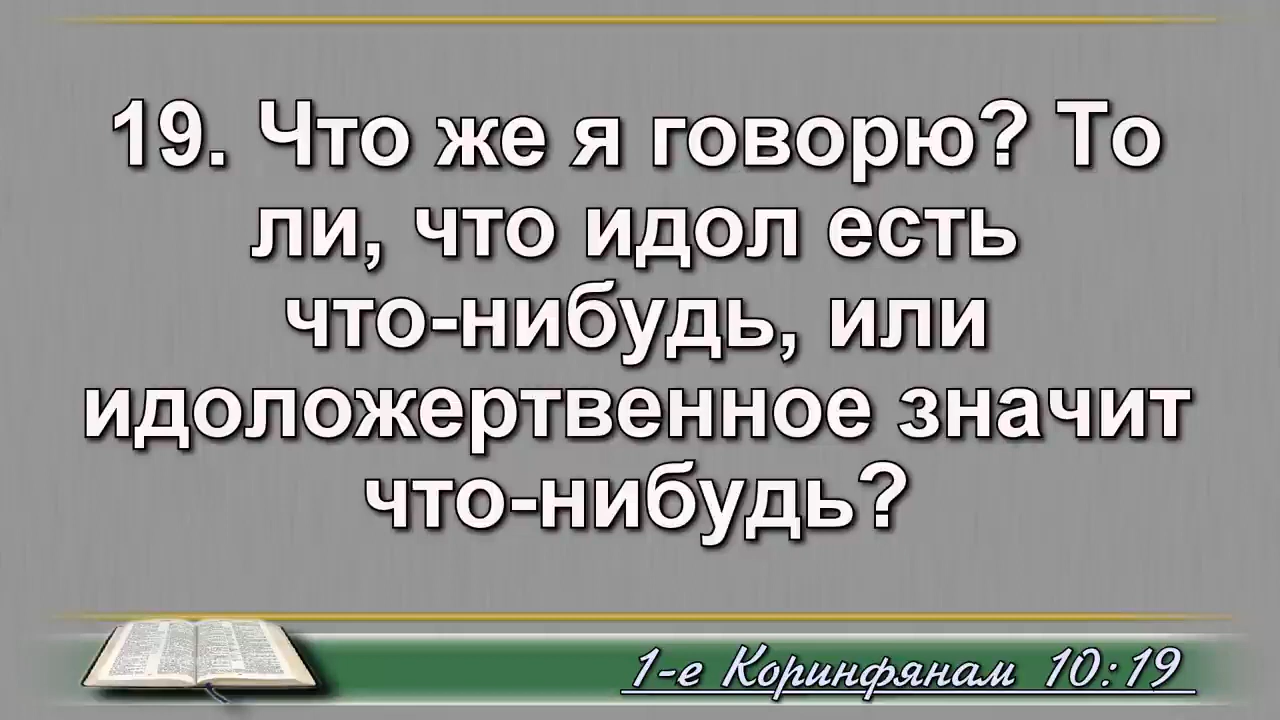 19. Что же я говорю? То
ли, что идол есть
что-нибудь, или
идоложертвенное значит
что-нибудь?
1-е Коринфянам 10:19